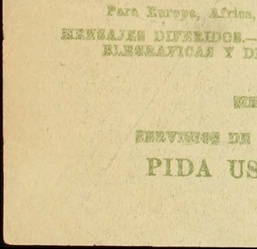 Para Europa, Africa,
MENSAJES DIFERIDOS.—
ELEGRAFICAS Y D
SERVICIOS DE
PIDA US